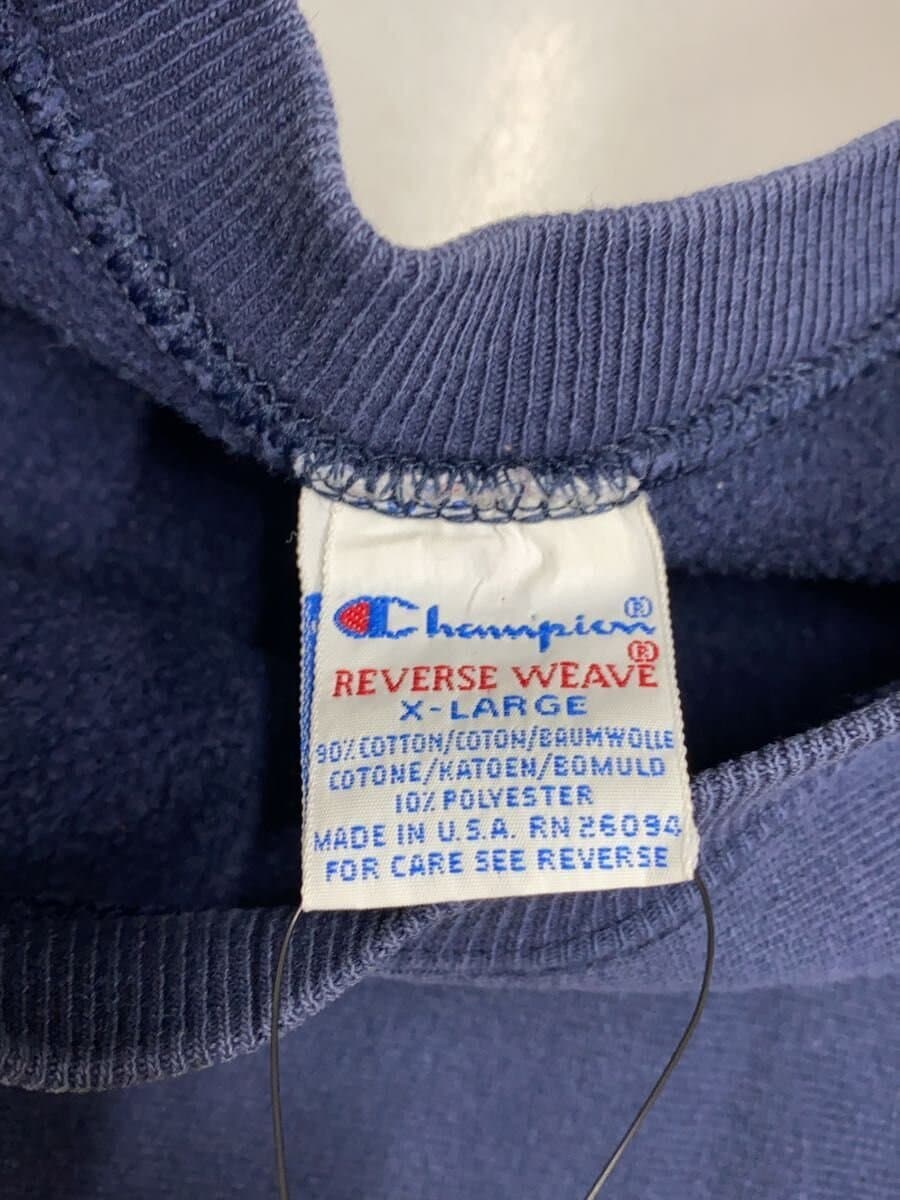 Champion®
REVERSE WEAVE®
X-LARGE
90% COTTON/COTON/BAUMWOLLE
COTONE/KATOEN/BOMULD
10% POLYESTER
MADE IN U.S.A. RN 26094
FOR CARE SEE REVERSE